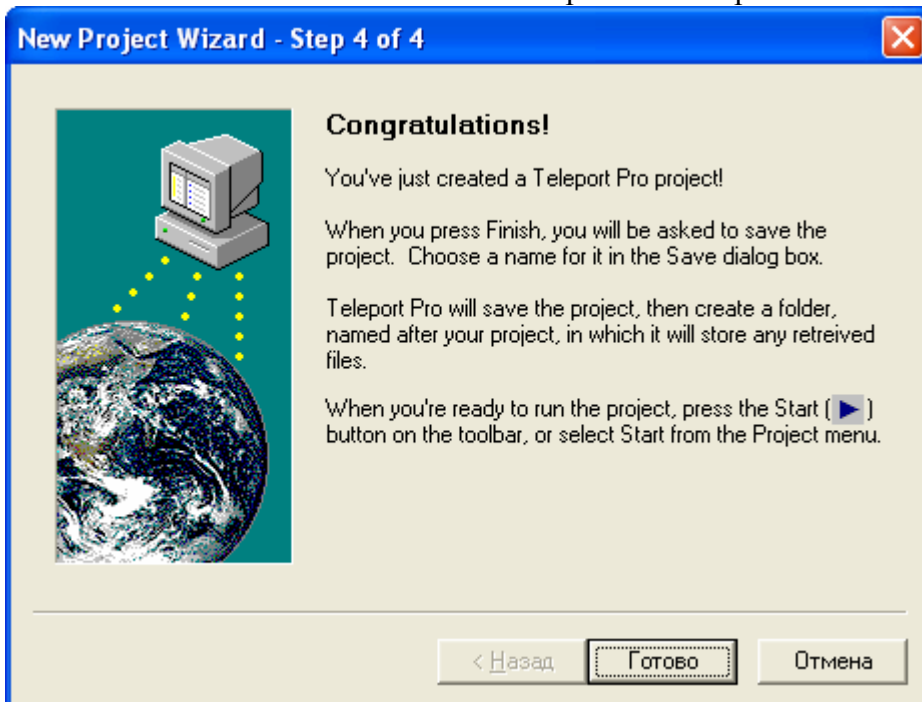 New Project Wizard - Step 4 of 4
Congratulations!
You've just created a Teleport Pro project!
When you press Finish, you will be asked to save the
project. Choose a name for it in the Save dialog box.
Teleport Pro will save the project, then create a folder,
named after your project, in which it will store any retreived
files.
When you're ready to run the project, press the Start ( ) 
button on the toolbar, or select Start from the Project menu.
< Назад Готово Отмена